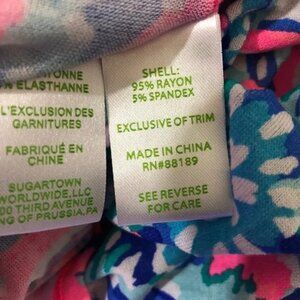 ELASTHANNE
L'EXCLUSION DES
GARNITURES
FABRIQUÉ EN
CHINE
SUGARTOWN
WORLDWIDE,LLC
THIRD AVENUE
OF PRUSSIA,PA
SHELL:
95% RAYON
5% SPANDEX
EXCLUSIVE OF TRIM
MADE IN CHINA
RN#88189
SEE REVERSE
FOR CARE